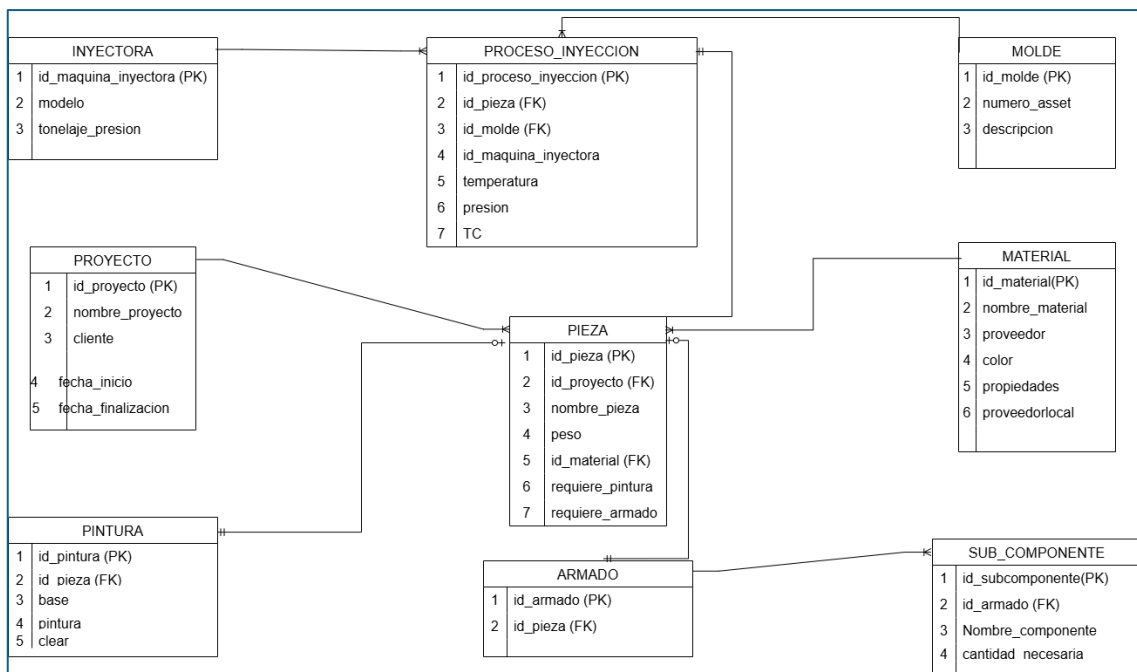 INYECTORA
1 id_maquina_inyectora (PK)
2 modelo
3 tonelaje_presion
PROCESO_INYECCION
1 id_proceso_inyeccion (PK)
2 id_pieza (FK)
3 id_molde (FK)
4 id_maquina_inyectora
5 temperatura
6 presion
7 TC
MOLDE
1 id_molde (PK)
2 numero_asset
3 descripcion
PROYECTO
1 id_proyecto (PK)
2 nombre_proyecto
3 cliente
4 fecha_inicio
5 fecha_finalizacion
PIEZA
1 id_pieza (PK)
2 id_proyecto (FK)
3 nombre_pieza
4 peso
5 id_material (FK)
6 requiere_pintura
7 requiere_armado
MATERIAL
1 id_material(PK)
2 nombre_material
3 proveedor
4 color
5 propiedades
6 proveedorlocal
PINTURA
1 id_pintura (PK)
2 id_pieza (FK)
3 base
4 pintura
5 clear
ARMADO
1 id_armado (PK)
2 id_pieza (FK)
SUB_COMPONENTE
1 id_subcomponente(PK)
2 id_armado (FK)
3 Nombre_componente
4 cantidad_necesaria